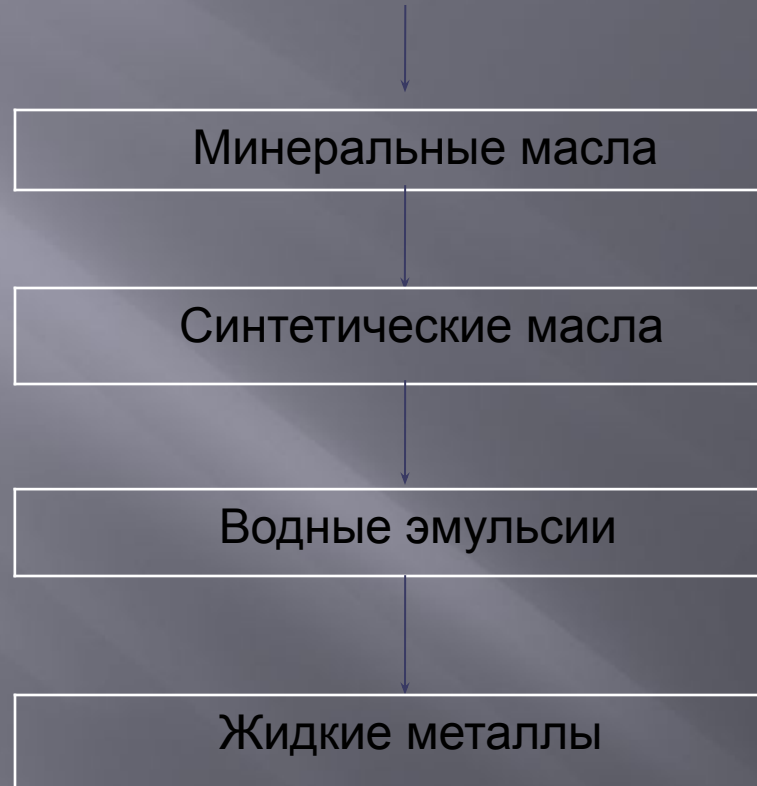 Минеральные масла
Синтетические масла
Водные эмульсии
Жидкие металлы